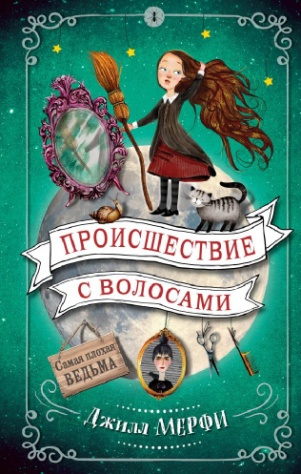 ПРОИСШЕСТВИЕ
С ВОЛОСАМИ
Самая плохая
ВЕДЬМА
Джилл МЕРФИ